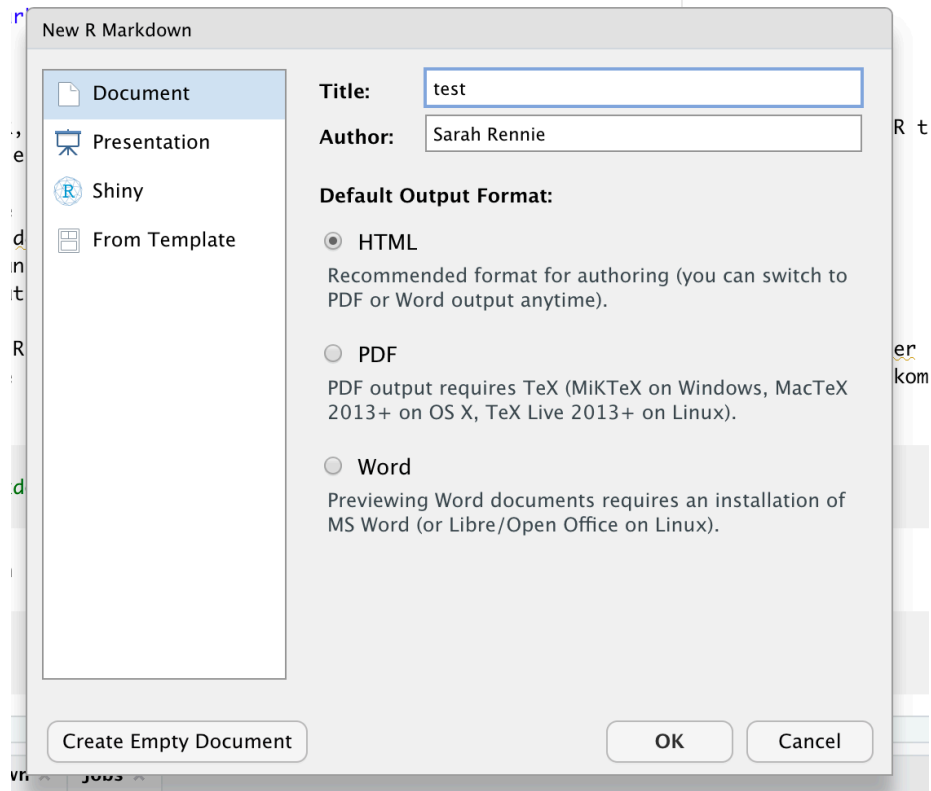 New R Markdown
Document
Presentation
Shiny
From Template
Title: test
Author: Sarah Rennie
Default Output Format:
HTML
Recommended format for authoring (you can switch to
PDF or Word output anytime).
PDF
PDF output requires TeX (MiKTeX on Windows, MacTeX
2013+ on OS X, TeX Live 2013+ on Linux).
Word
Previewing Word documents requires an installation of
MS Word (or Libre/Open Office on Linux).
Create Empty Document
OK
Cancel
R t
er
kom
Jobs